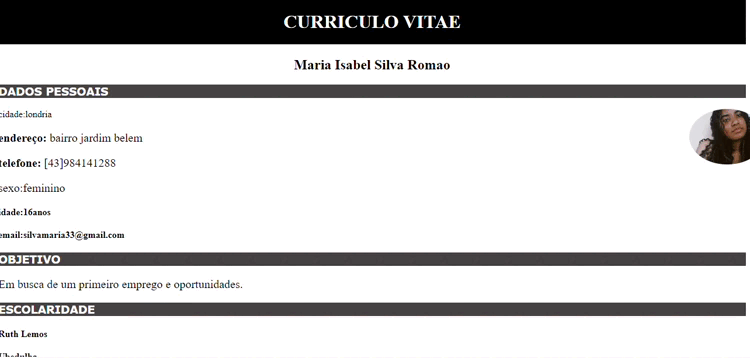 CURRICULO VITAE
Maria Isabel Silva Romao
DADOS PESSOAIS
cidade:londria
endereço: bairro jardim belem
telefone: [43]984141288
sexo:feminino
idade:16anos
email:silvamaria33@gmail.com
OBJETIVO
Em busca de um primeiro emprego e oportunidades.
ESCOLARIDADE
Ruth Lemos